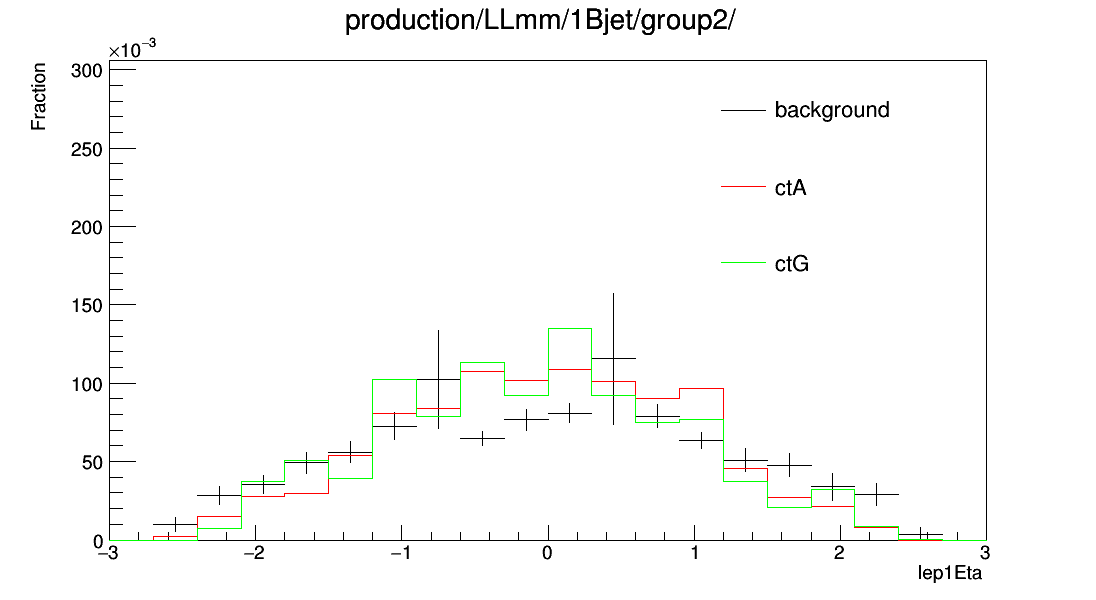 production/LLmm/1Bjet/group2/
×10⁻³
Fraction
300
250
200
150
100
50
0
background
ctA
ctG
−3
−2
−1
0
1
2
3
lep1Eta